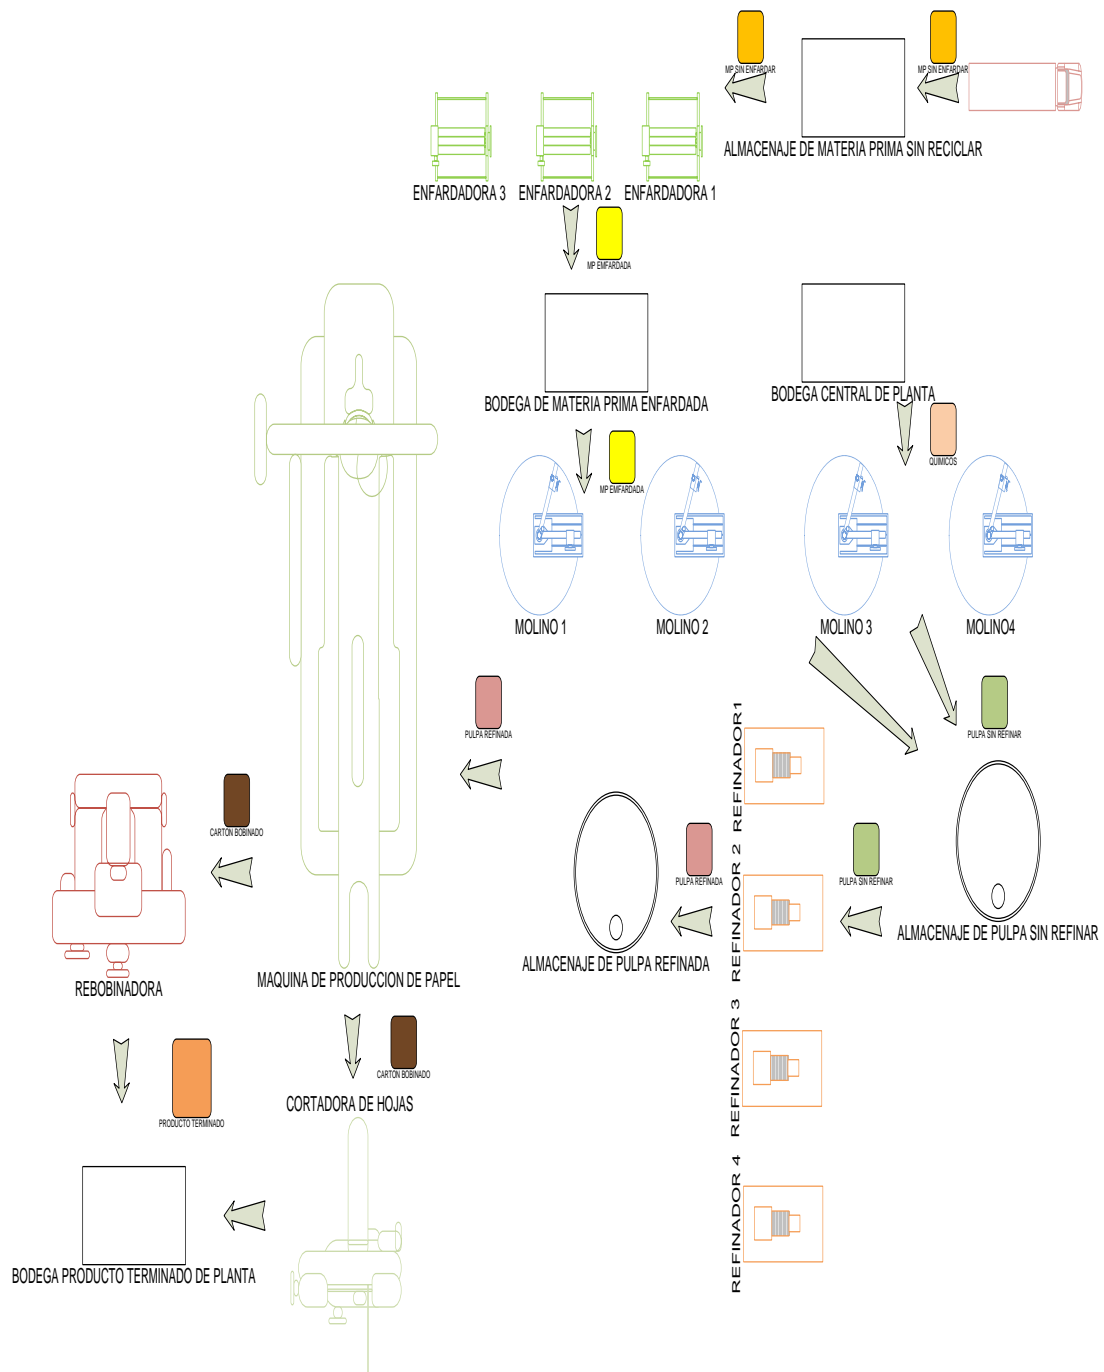 MP SIN ENFARDAR
MP SIN ENFARDAR
ALMACENAJE DE MATERIA PRIMA SIN RECICLAR
ENFARDADORA 3
ENFARDADORA 2
ENFARDADORA 1
MP EMFARDADA
BODEGA DE MATERIA PRIMA ENFARDADA
BODEGA CENTRAL DE PLANTA
MP EMFARDADA
QUIMICOS
MOLINO 1
MOLINO 2
MOLINO 3
MOLINO4
PULPA REFINADA
PULPA SIN REFINAR
REFINADOR1
CARTON BOBINADO
REFINADOR 2
PULPA REFINADA
PULPA SIN REFINAR
ALMACENAJE DE PULPA SIN REFINAR
ALMACENAJE DE PULPA REFINADA
MAQUINA DE PRODUCCION DE PAPEL
REBOBINADORA
REFINADOR 3
CARTON BOBINADO
CORTADORA DE HOJAS
PRODUCTO TERMINADO
REFINADOR 4
BODEGA PRODUCTO TERMINADO DE PLANTA